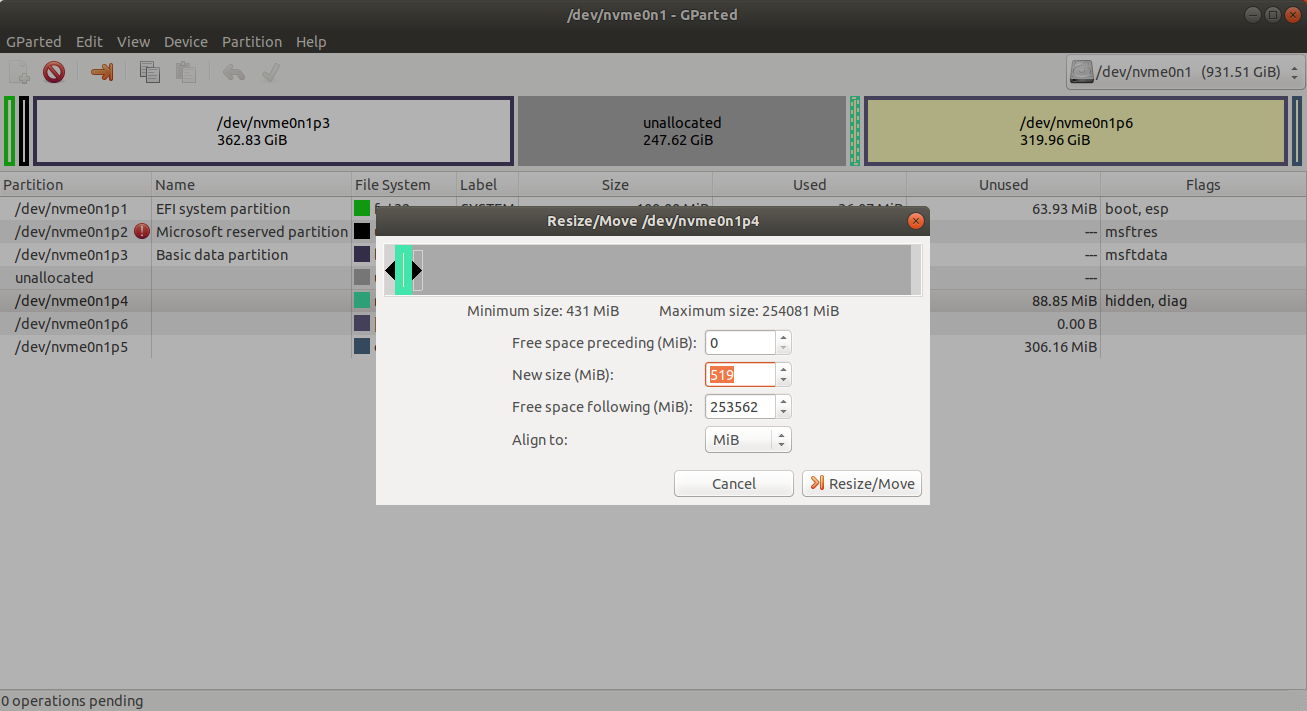 /dev/nvme0n1 - GParted
GParted Edit View Device Partition Help
/dev/nvme0n1 (931.51 GiB)
/dev/nvme0n1p3
362.83 GiB
unallocated
247.62 GiB
/dev/nvme0n1p6
319.96 GiB
Partition Name File System Label Size Used Unused Flags
/dev/nvme0n1p1 EFI system partition 63.93 MiB boot, esp
/dev/nvme0n1p2 Microsoft reserved partition --- msftres
/dev/nvme0n1p3 Basic data partition --- msftdata
unallocated ---
/dev/nvme0n1p4 88.85 MiB hidden, diag
/dev/nvme0n1p6 0.00 B
/dev/nvme0n1p5 306.16 MiB
Resize/Move /dev/nvme0n1p4
Minimum size: 431 MiB Maximum size: 254081 MiB
Free space preceding (MiB): 0
New size (MiB): 519
Free space following (MiB): 253562
Align to: MiB
Cancel Resize/Move
0 operations pending